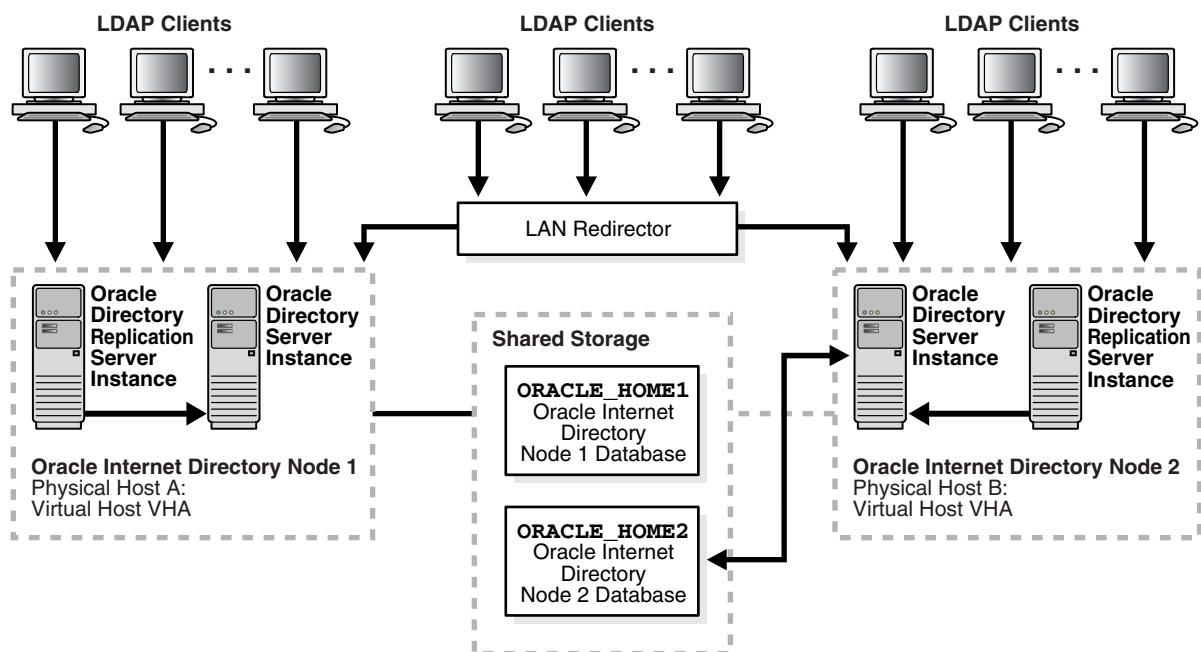 LDAP Clients
LDAP Clients
LDAP Clients
. . .
. . .
. . .
LAN Redirector
Oracle
Directory
Replication
Server
Instance
Oracle
Directory
Server
Instance
Oracle Internet Directory Node 1
Physical Host A:
Virtual Host VHA
Shared Storage
ORACLE_HOME1
Oracle Internet
Directory
Node 1 Database
ORACLE_HOME2
Oracle Internet
Directory
Node 2 Database
Oracle
Directory
Server
Instance
Oracle
Directory
Replication
Server
Instance
Oracle Internet Directory Node 2
Physical Host B:
Virtual Host VHA